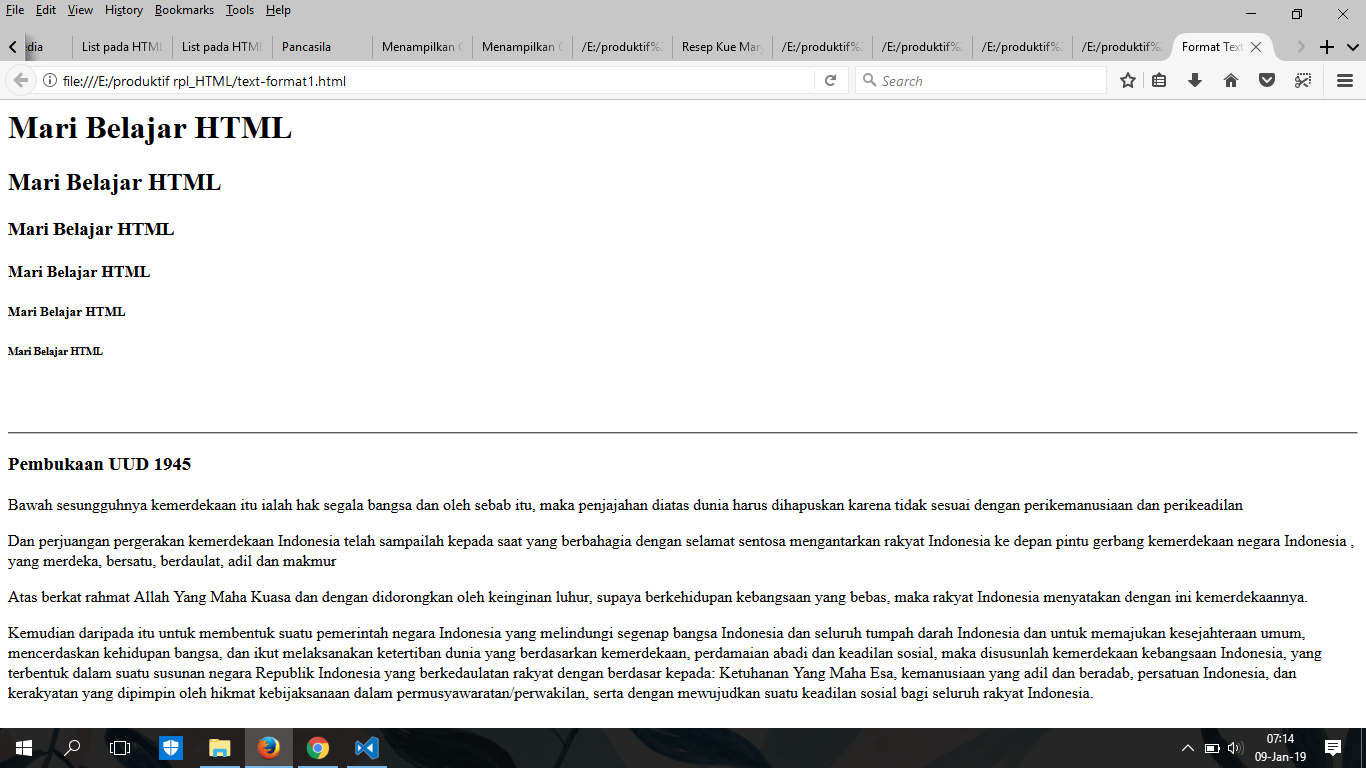 File Edit View History Bookmarks Tools Help
edia List pada HTML List pada HTML Pancasila Menampilkan Menampilkan /E:/produktif% Resep Kue Mar /E:/produktif% /E:/produktif% /E:/produktif% /E:/produktif% Format Text
file:///E:/produktif rpl_HTML/text-format1.html Search
Mari Belajar HTML
Mari Belajar HTML
Mari Belajar HTML
Mari Belajar HTML
Mari Belajar HTML
Mari Belajar HTML
Pembukaan UUD 1945
Bawah sesungguhnya kemerdekaan itu ialah hak segala bangsa dan oleh sebab itu, maka penjajahan diatas dunia harus dihapuskan karena tidak sesuai dengan perikemanusiaan dan perikeadilan
Dan perjuangan pergerakan kemerdekaan Indonesia telah sampailah kepada saat yang berbahagia dengan selamat sentosa mengantarkan rakyat Indonesia ke depan pintu gerbang kemerdekaan negara Indonesia ,
yang merdeka, bersatu, berdaulat, adil dan makmur
Atas berkat rahmat Allah Yang Maha Kuasa dan dengan didorongkan oleh keinginan luhur, supaya berkehidupan kebangsaan yang bebas, maka rakyat Indonesia menyatakan dengan ini kemerdekaannya.
Kemudian daripada itu untuk membentuk suatu pemerintah negara Indonesia yang melindungi segenap bangsa Indonesia dan seluruh tumpah darah Indonesia dan untuk memajukan kesejahteraan umum,
mencerdaskan kehidupan bangsa, dan ikut melaksanakan ketertiban dunia yang berdasarkan kemerdekaan, perdamaian abadi dan keadilan sosial, maka disusunlah kemerdekaan kebangsaan Indonesia, yang
terbentuk dalam suatu susunan negara Republik Indonesia yang berkedaulatan rakyat dengan berdasar kepada: Ketuhanan Yang Maha Esa, kemanusiaan yang adil dan beradab, persatuan Indonesia, dan
kerakyatan yang dipimpin oleh hikmat kebijaksanaan dalam permusyawaratan/perwakilan, serta dengan mewujudkan suatu keadilan sosial bagi seluruh rakyat Indonesia.
07:14
09-Jan-19